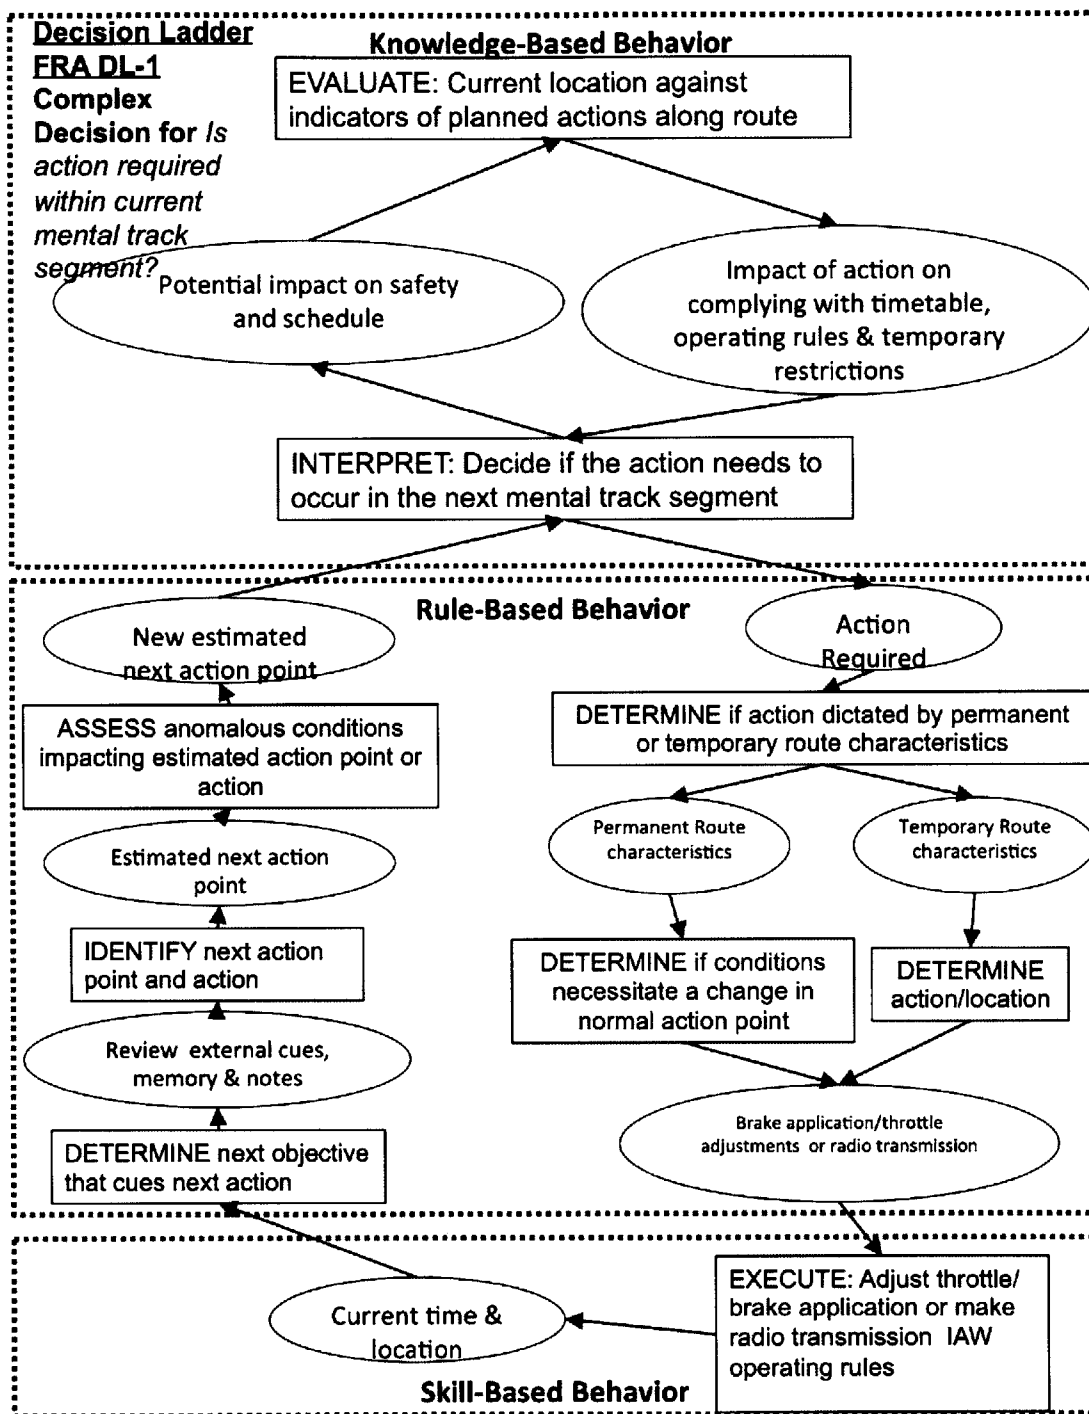 Decision Ladder
FRA DL-1
Complex
Decision for Is
action required
within current
mental track
segment?
Knowledge-Based Behavior
EVALUATE: Current location against
indicators of planned actions along route
Potential impact on safety
and schedule
Impact of action on
complying with timetable,
operating rules & temporary
restrictions
INTERPRET: Decide if the action needs to
occur in the next mental track segment
Rule-Based Behavior
New estimated
next action point
Action
Required
ASSESS anomalous conditions
impacting estimated action point or
action
DETERMINE if action dictated by permanent
or temporary route characteristics
Estimated next action
point
Permanent Route
characteristics
Temporary Route
characteristics
IDENTIFY next action
point and action
DETERMINE if conditions
necessitate a change in
normal action point
DETERMINE
action/location
Review external cues,
memory & notes
Brake application/throttle
adjustments or radio transmission
DETERMINE next objective
that cues next action
EXECUTE: Adjust throttle/
brake application or make
radio transmission IAW
operating rules
Current time &
location
Skill-Based Behavior